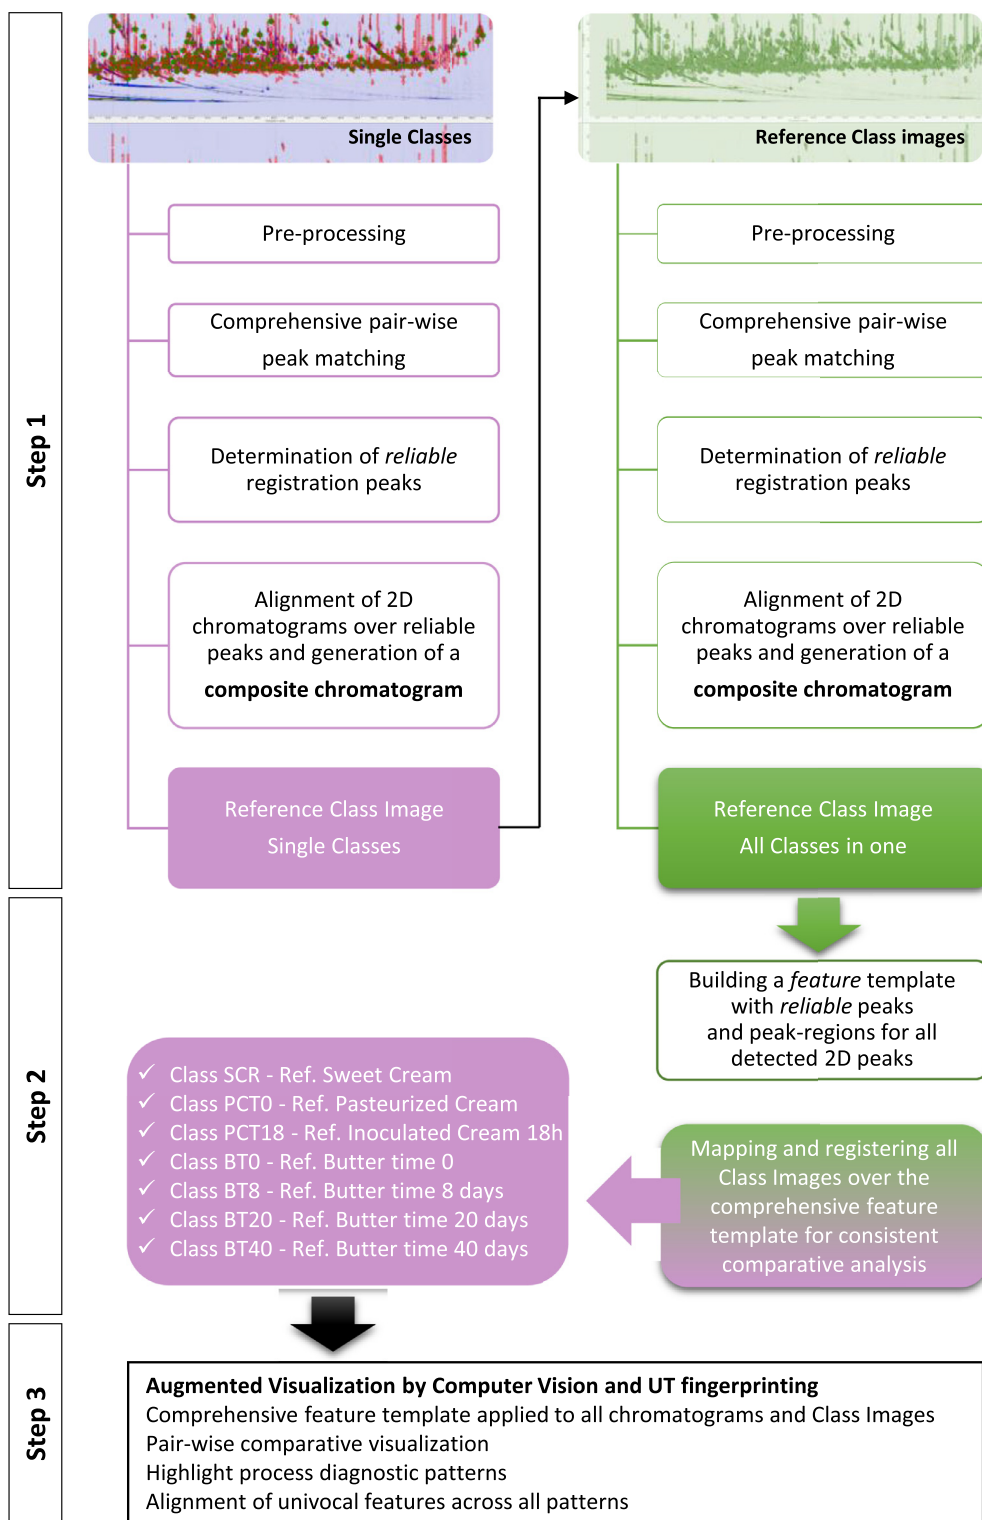 Step 1
Single Classes
Pre-processing
Comprehensive pair-wise
peak matching
Determination of reliable
registration peaks
Alignment of 2D
chromatograms over reliable
peaks and generation of a
composite chromatogram
Reference Class Image
Single Classes
Reference Class images
Pre-processing
Comprehensive pair-wise
peak matching
Determination of reliable
registration peaks
Alignment of 2D
chromatograms over reliable
peaks and generation of a
composite chromatogram
Reference Class Image
All Classes in one
Step 2
Building a feature template
with reliable peaks
and peak-regions for all
detected 2D peaks
Mapping and registering all
Class Images over the
comprehensive feature
template for consistent
comparative analysis
✓ Class SCR - Ref. Sweet Cream
✓ Class PCT0 - Ref. Pasteurized Cream
✓ Class PCT18 - Ref. Inoculated Cream 18h
✓ Class BT0 - Ref. Butter time 0
✓ Class BT8 - Ref. Butter time 8 days
✓ Class BT20 - Ref. Butter time 20 days
✓ Class BT40 - Ref. Butter time 40 days
Step 3
Augmented Visualization by Computer Vision and UT fingerprinting
Comprehensive feature template applied to all chromatograms and Class Images
Pair-wise comparative visualization
Highlight process diagnostic patterns
Alignment of univocal features across all patterns